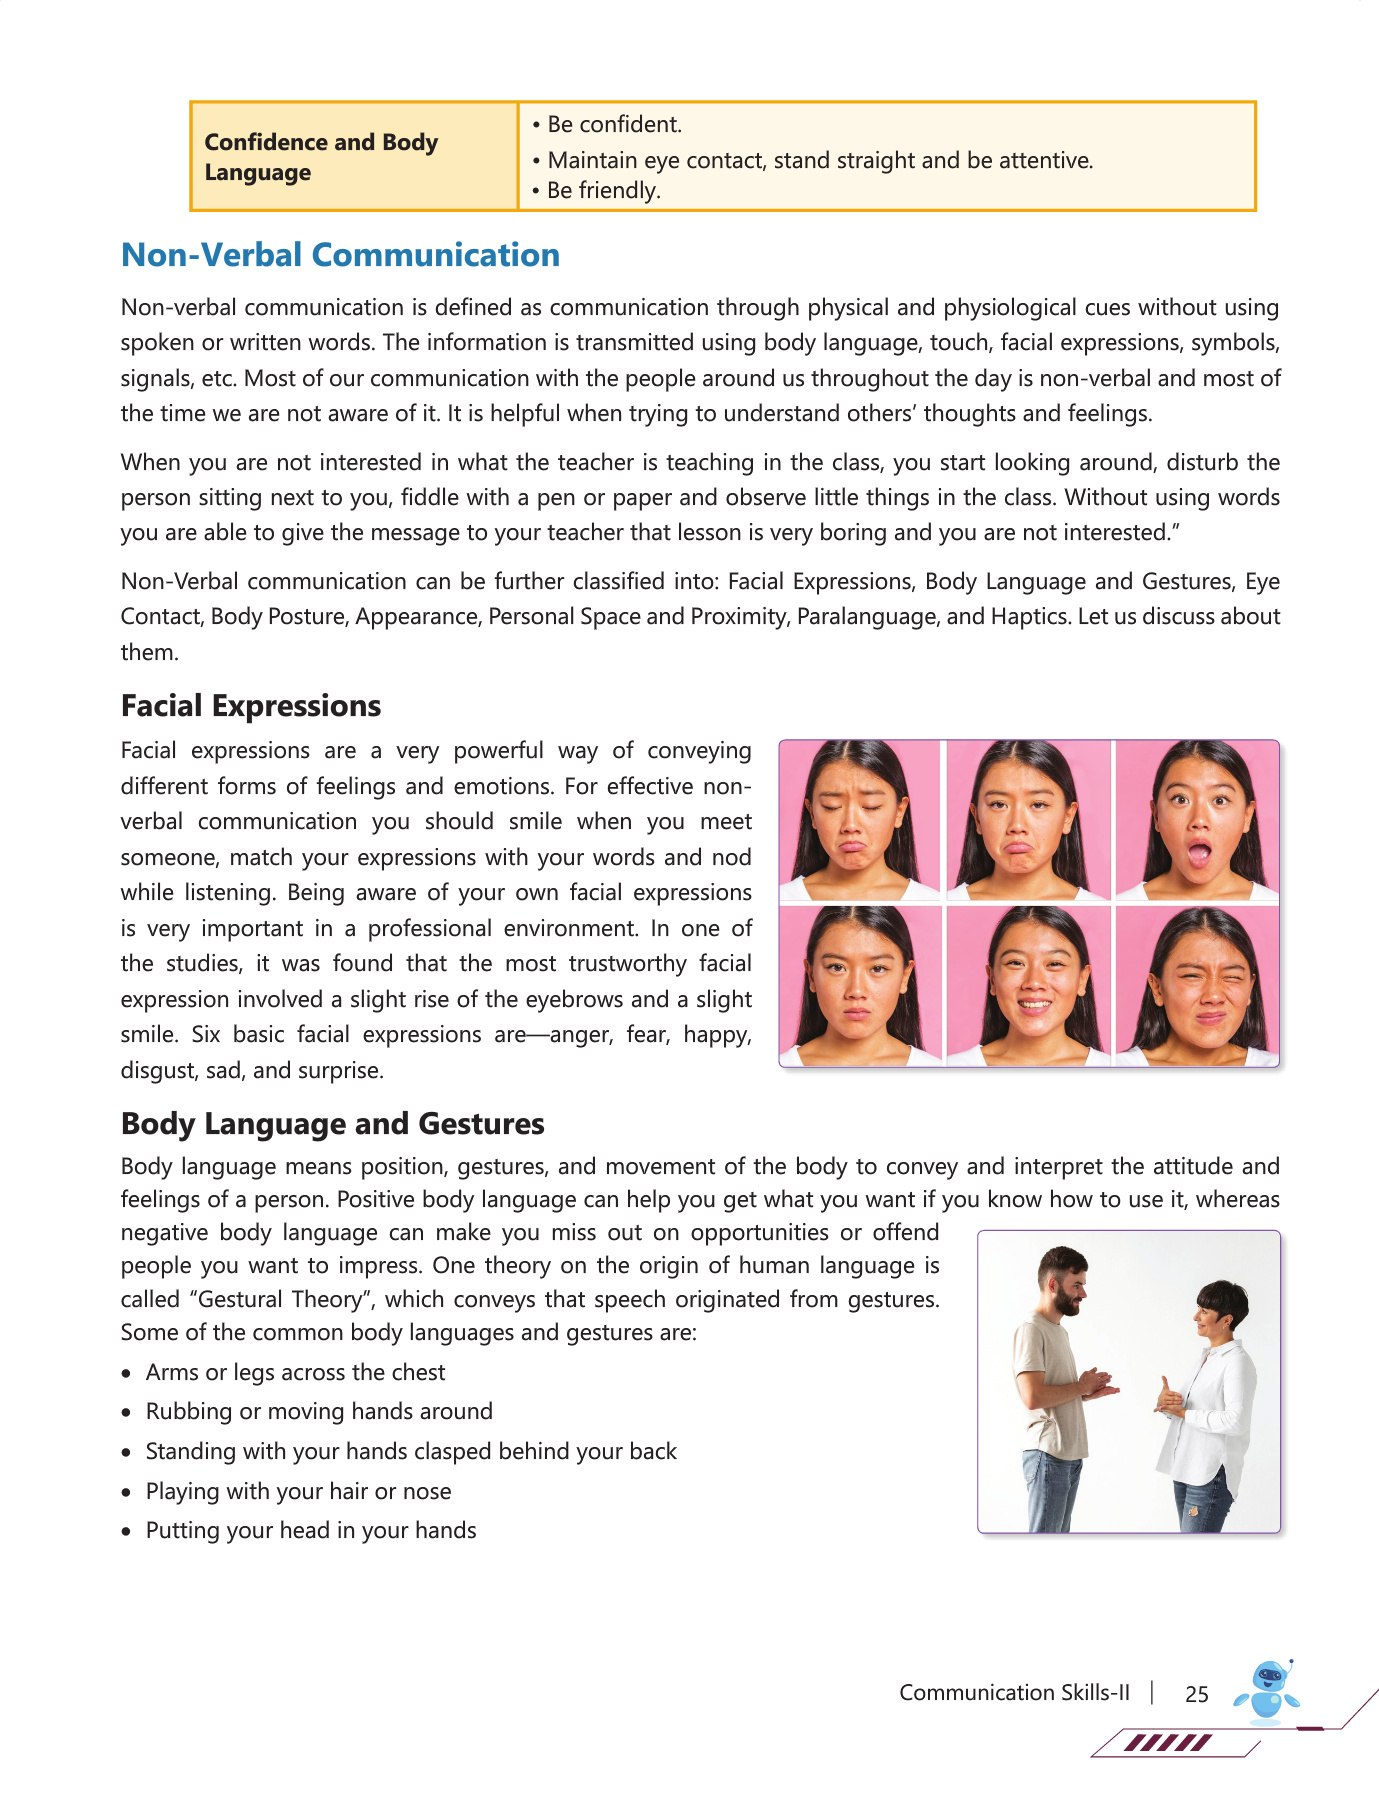 Confidence and Body
Language
• Be confident.
• Maintain eye contact, stand straight and be attentive.
• Be friendly.
Non-Verbal Communication
Non-verbal communication is defined as communication through physical and physiological cues without using
spoken or written words. The information is transmitted using body language, touch, facial expressions, symbols,
signals, etc. Most of our communication with the people around us throughout the day is non-verbal and most of
the time we are not aware of it. It is helpful when trying to understand others’ thoughts and feelings.
When you are not interested in what the teacher is teaching in the class, you start looking around, disturb the
person sitting next to you, fiddle with a pen or paper and observe little things in the class. Without using words
you are able to give the message to your teacher that lesson is very boring and you are not interested.”
Non-Verbal communication can be further classified into: Facial Expressions, Body Language and Gestures, Eye
Contact, Body Posture, Appearance, Personal Space and Proximity, Paralanguage, and Haptics. Let us discuss about
them.
Facial Expressions
Facial expressions are a very powerful way of conveying
different forms of feelings and emotions. For effective non-
verbal communication you should smile when you meet
someone, match your expressions with your words and nod
while listening. Being aware of your own facial expressions
is very important in a professional environment. In one of
the studies, it was found that the most trustworthy facial
expression involved a slight rise of the eyebrows and a slight
smile. Six basic facial expressions are—anger, fear, happy,
disgust, sad, and surprise.
Body Language and Gestures
Body language means position, gestures, and movement of the body to convey and interpret the attitude and
feelings of a person. Positive body language can help you get what you want if you know how to use it, whereas
negative body language can make you miss out on opportunities or offend
people you want to impress. One theory on the origin of human language is
called “Gestural Theory”, which conveys that speech originated from gestures.
Some of the common body languages and gestures are:
• Arms or legs across the chest
• Rubbing or moving hands around
• Standing with your hands clasped behind your back
• Playing with your hair or nose
• Putting your head in your hands
Communication Skills-II | 25